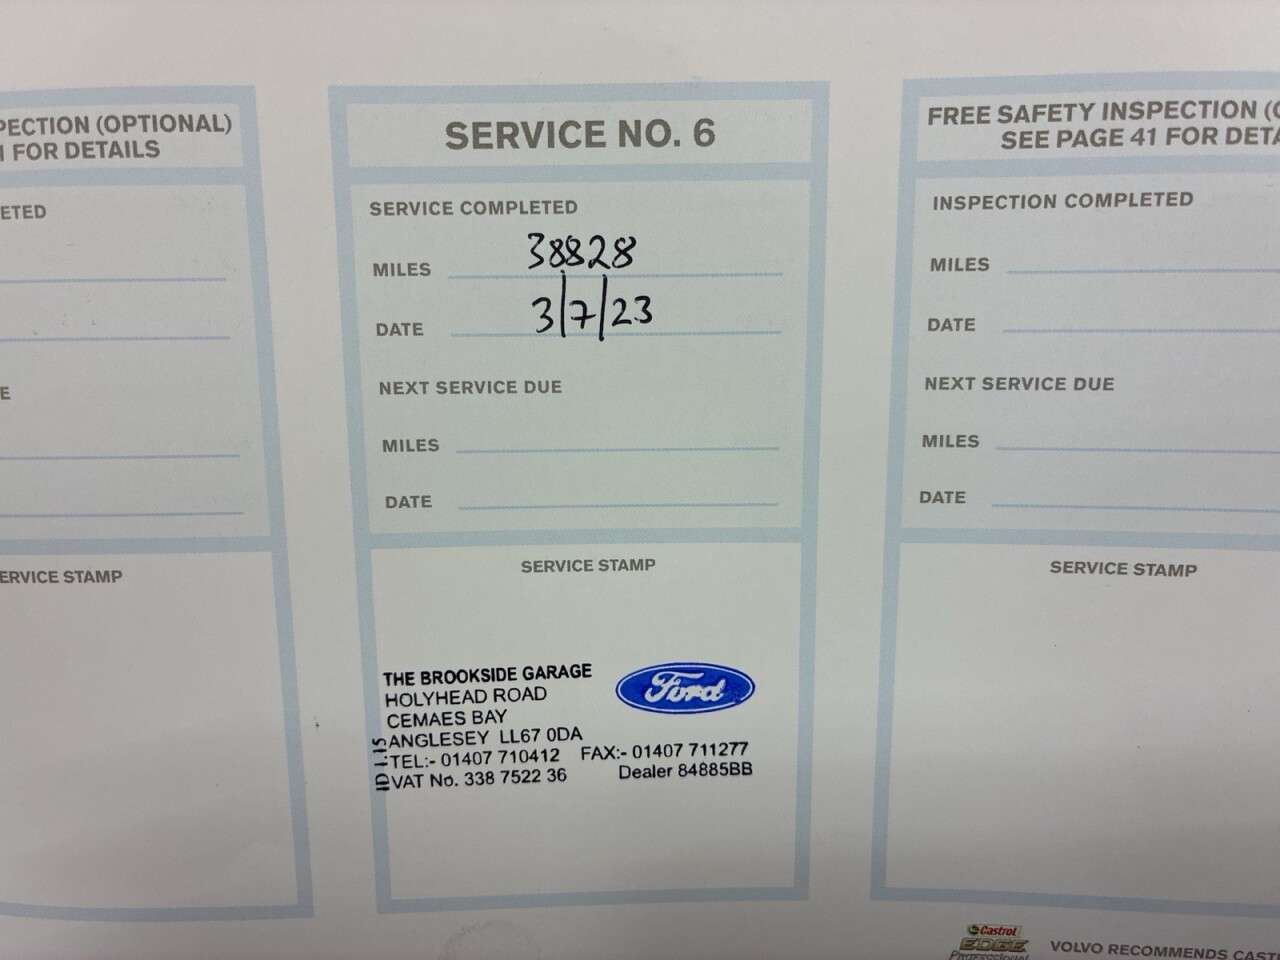 PECTION (OPTIONAL)
FOR DETAILS
ETED
E
ERVICE STAMP
SERVICE NO. 6
SERVICE COMPLETED
MILES 38828
DATE 3/7/23
NEXT SERVICE DUE
MILES
DATE
SERVICE STAMP
THE BROOKSIDE GARAGE
HOLYHEAD ROAD
CEMAES BAY
ANGLESEY LL67 0DA
TEL:- 01407 710412 FAX:- 01407 711277
VAT No. 338 7522 36 Dealer 84885BB
Ford
FREE SAFETY INSPECTION (
SEE PAGE 41 FOR DETA
INSPECTION COMPLETED
MILES
DATE
NEXT SERVICE DUE
MILES
DATE
SERVICE STAMP
Castrol
EDGE
Professional
VOLVO RECOMMENDS CAST